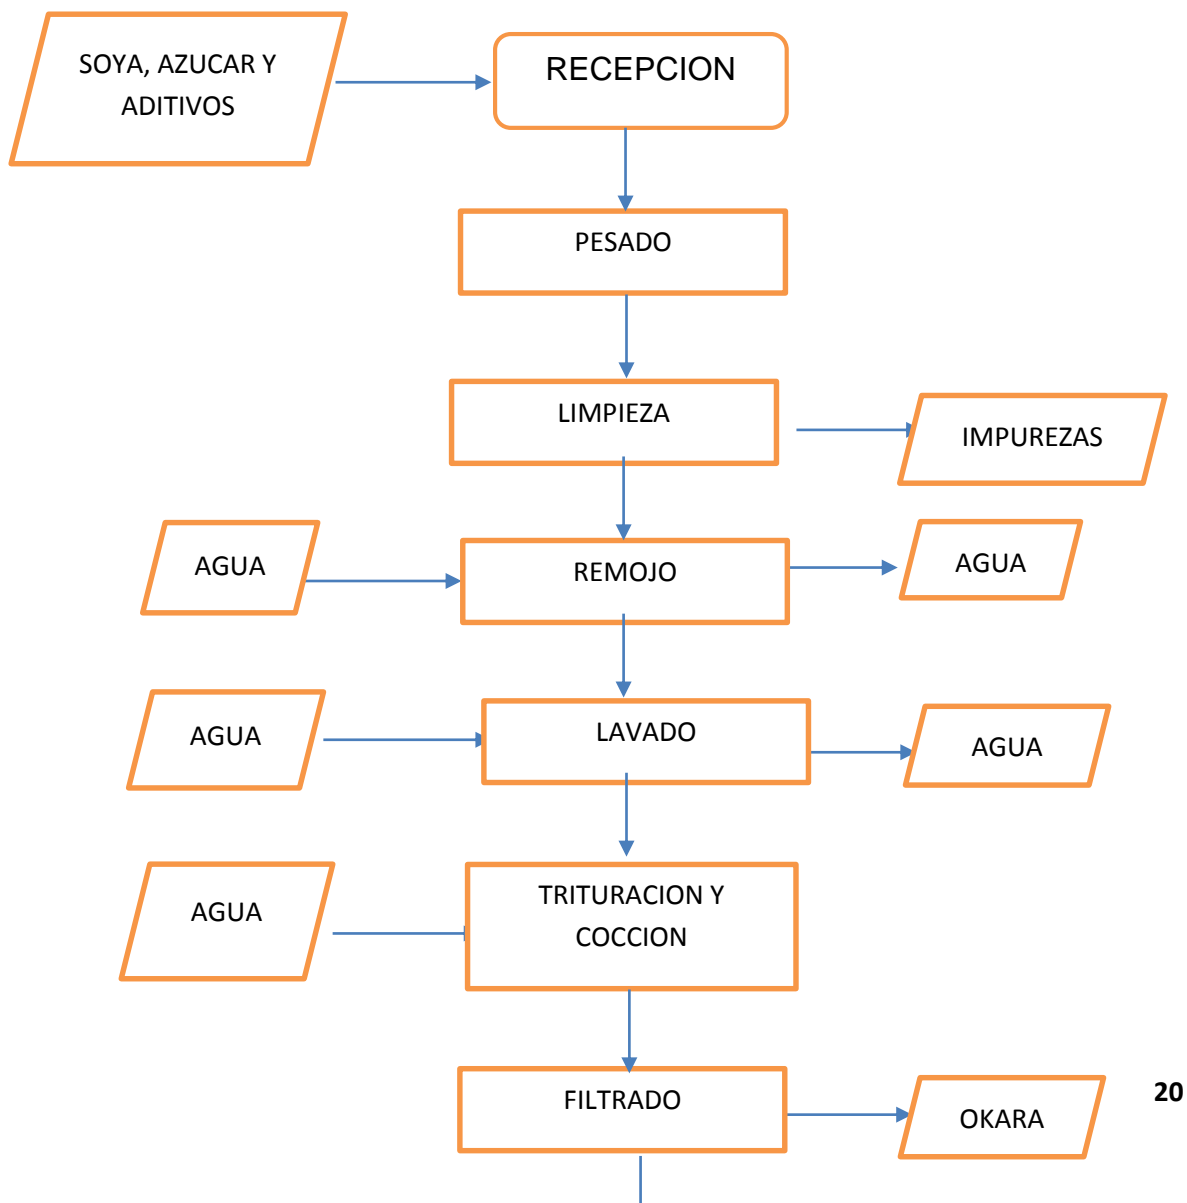 SOYA, AZUCAR Y
ADITIVOS
RECEPCION
PESADO
LIMPIEZA
IMPUREZAS
AGUA
REMOJO
AGUA
AGUA
LAVADO
AGUA
AGUA
TRITURACION Y
COCCION
FILTRADO
OKARA
20